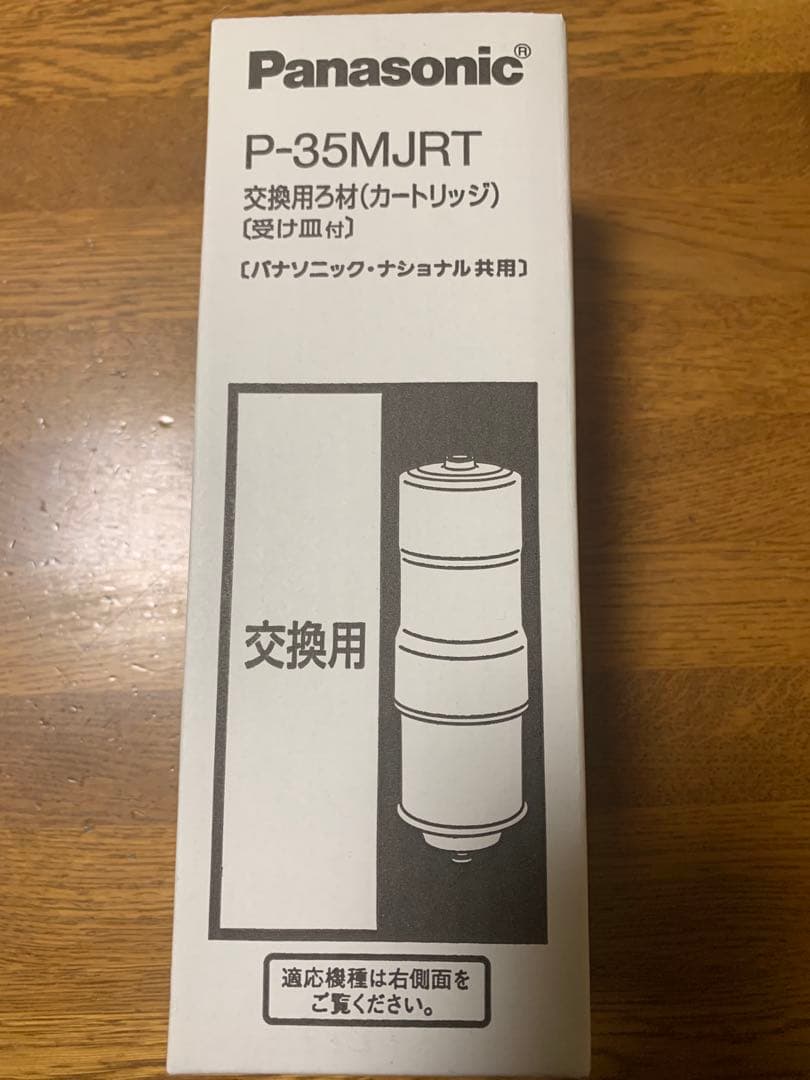 Panasonic®
P-35MJRT
交換用ろ材(カートリッジ)
〔受け皿付〕
〔パナソニック・ナショナル共用〕
交換用
適応機種は右側面を
ご覧ください。